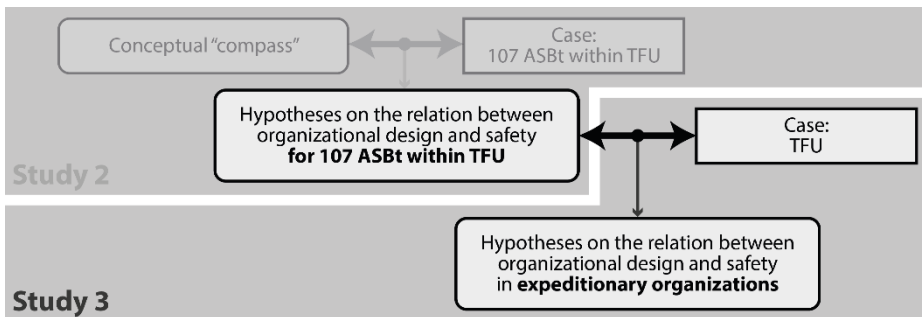 Conceptual “compass”
Case:
107 ASBt within TFU
Hypotheses on the relation between
organizational design and safety
for 107 ASBt within TFU
Case:
TFU
Study 2
Hypotheses on the relation between
organizational design and safety
in expeditionary organizations
Study 3